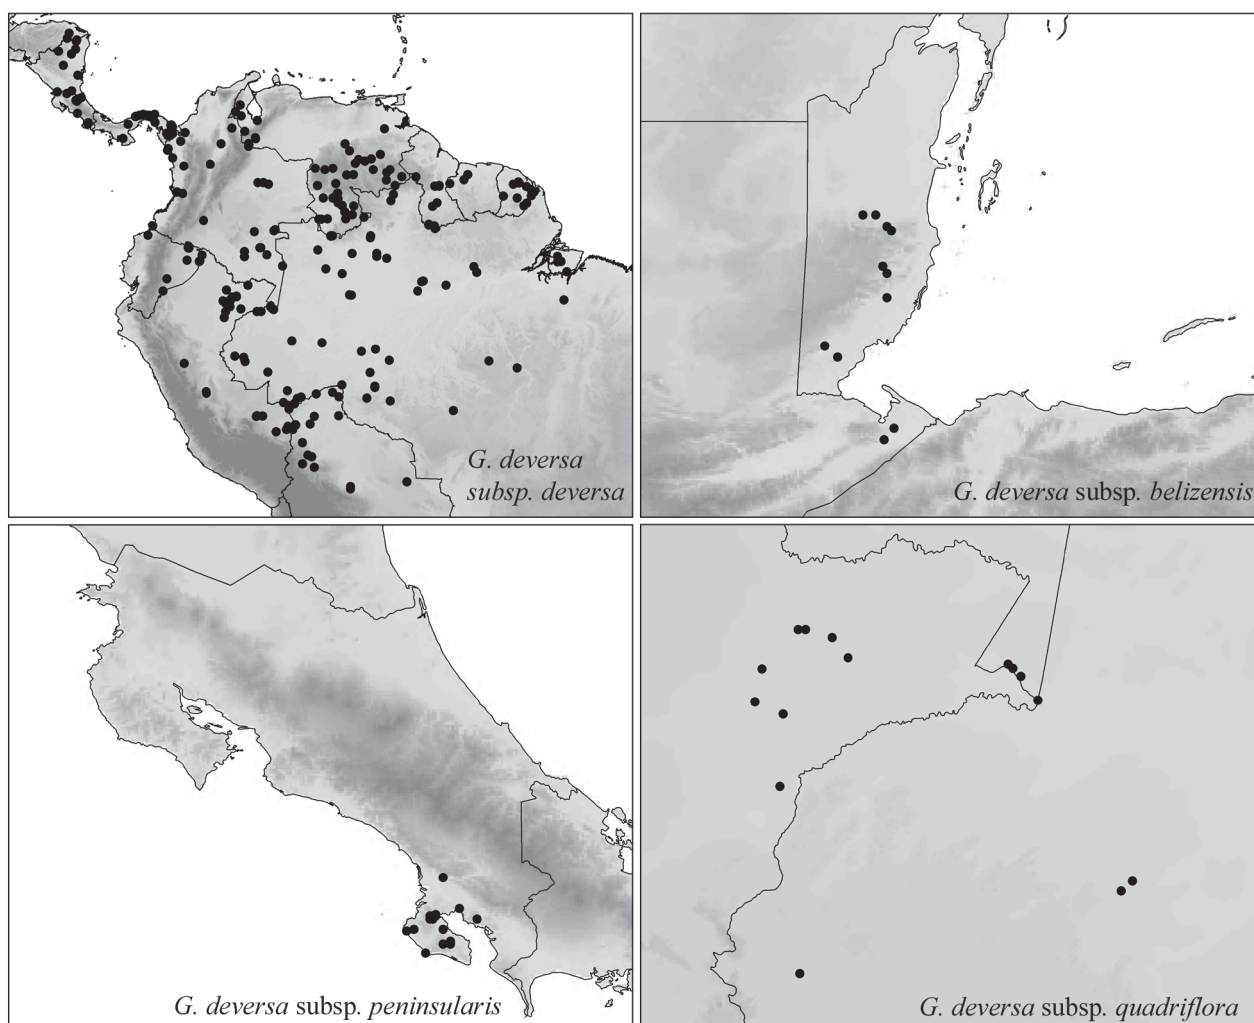 G. deversa
subsp. deversa
G. deversa subsp. belizensis
G. deversa subsp. peninsularis
G. deversa subsp. quadriflora